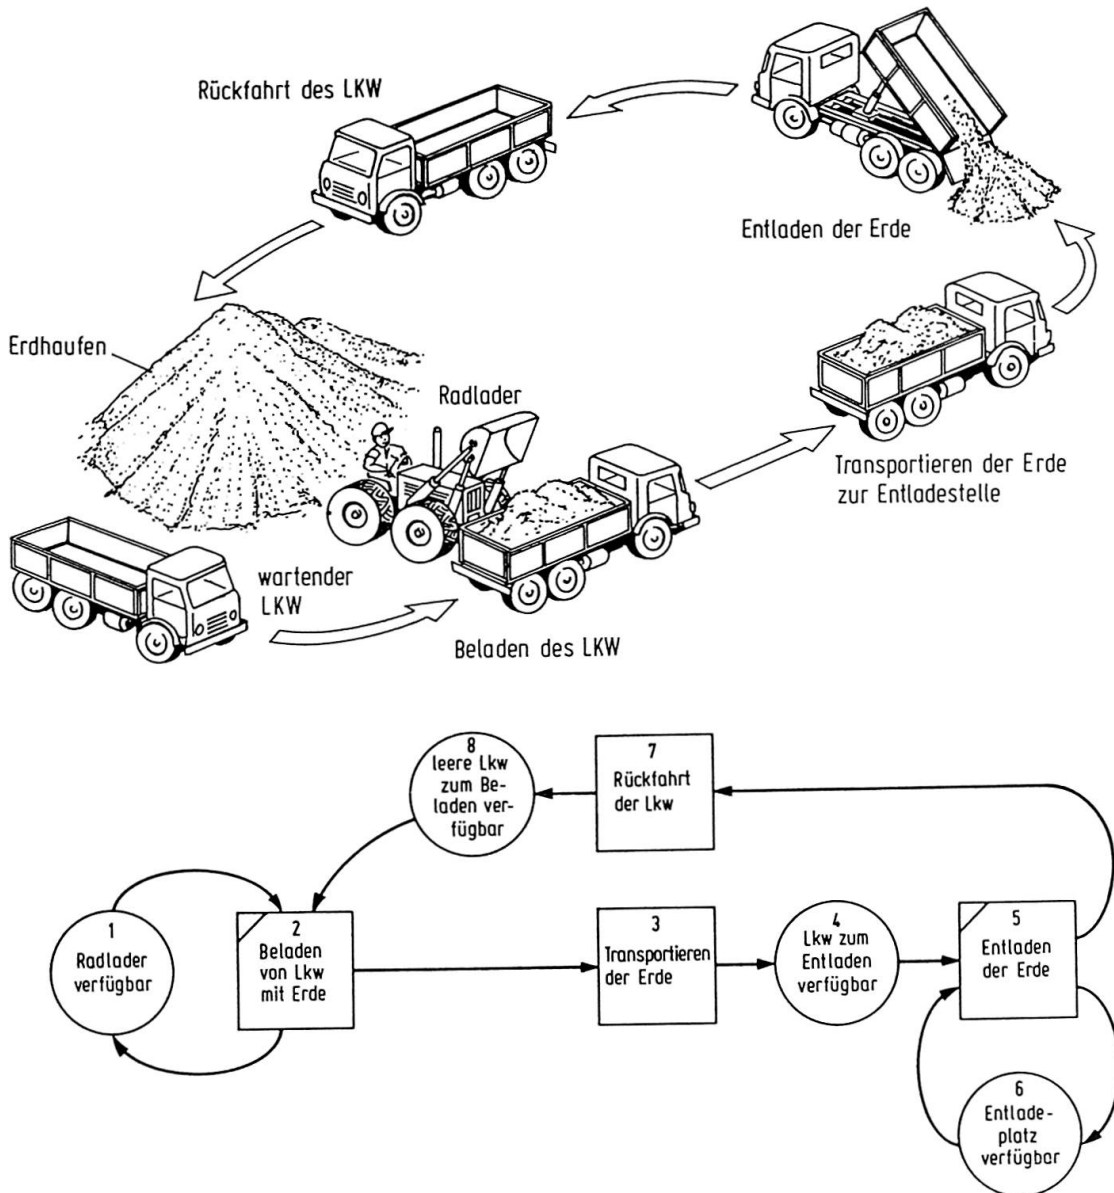 Rückfahrt des LKW
Entladen der Erde
Erdhaufen
Radlader
Transportieren der Erde
zur Entladestelle
wartender
LKW
Beladen des LKW
8
leere Lkw
zum Be-
laden ver-
fügbar
7
Rückfahrt
der Lkw
1
Radlader
verfügbar
2
Beladen
von Lkw
mit Erde
3
Transportieren
der Erde
4
Lkw zum
Entladen
verfügbar
5
Entladen
der Erde
6
Entlade-
platz
verfügbar